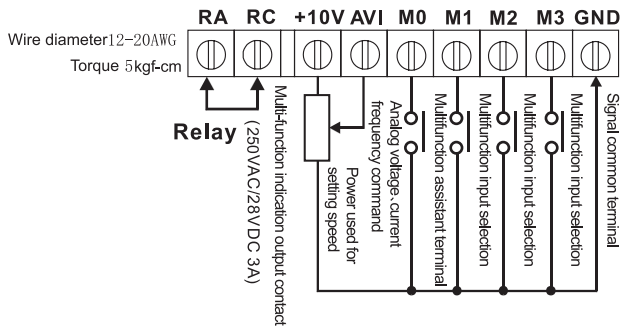 RA RC +10V AVI M0 M1 M2 M3 GND
Wire diameter12-20AWG
Torque 5kgf-cm
Relay
(250VAC/28VDC 3A)
Multi-function indication output contact
Power used for
setting speed
Analog voltage、current
frequency command
Multifunction assistant terminal
Multifunction input selection
Multifunction input selection
Multifunction input selection
Signal common terminal